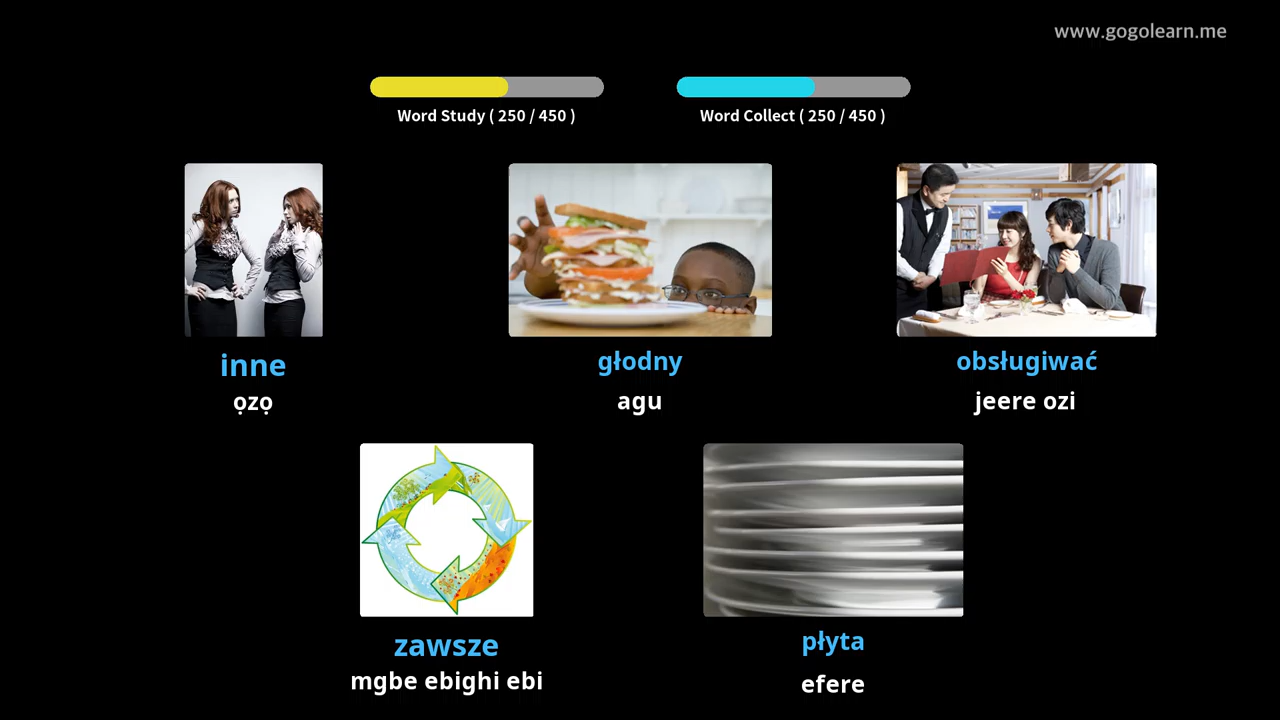 www.gogolearn.me
Word Study ( 250 / 450 )
Word Collect ( 250 / 450 )
inne
ọzọ
głodny
agu
obsługiwać
jeere ozi
zawsze
mgbe ebighi ebi
płyta
efere